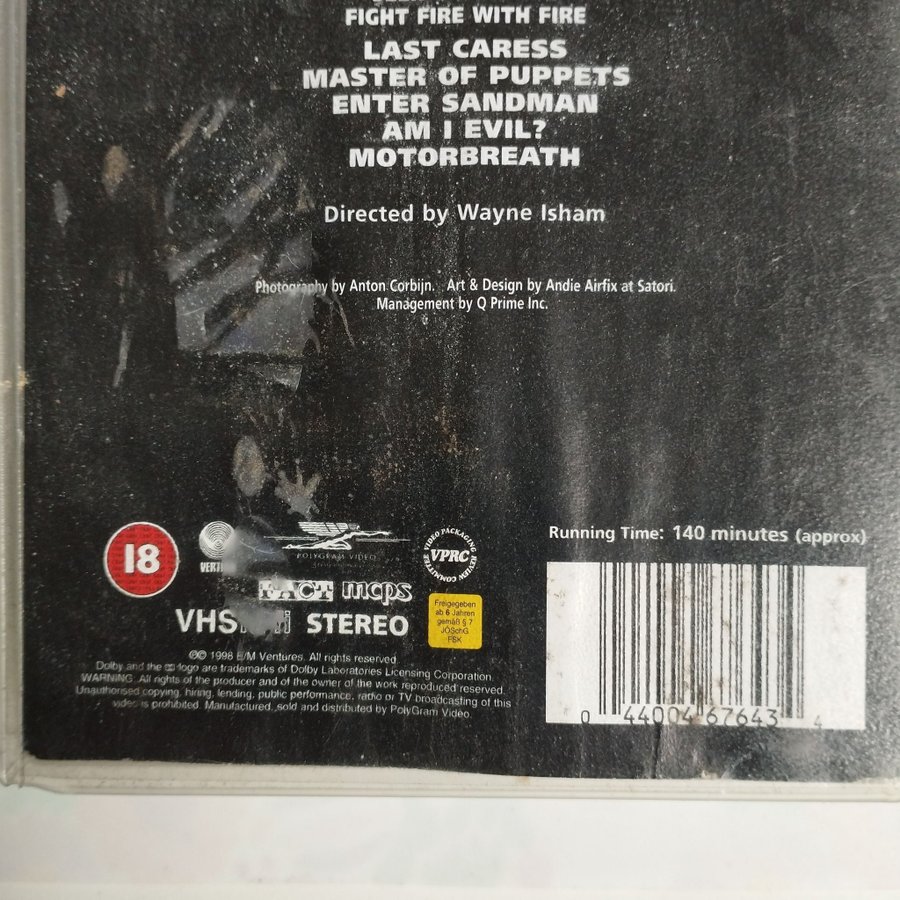 FIGHT FIRE WITH FIRE
LAST CARESS
MASTER OF PUPPETS
ENTER SANDMAN
AM I EVIL?
MOTORBREATH
Directed by Wayne Isham
Photography by Anton Corbijn. Art & Design by Andie Airfix at Satori.
Management by Q Prime Inc.
Running Time: 140 minutes (approx)
18
POLYGRAM VIDEO
VIDEO PACKAGING REVIEW COMMITTEE
VPRC
FACT mcps
VHS STEREO
Freigegeben
ab 6 Jahren
gemäß § 7
JÖSchG
FSK
℗© 1998 E/M Ventures. All rights reserved.
Dolby and the logo are trademarks of Dolby Laboratories Licensing Corporation.
WARNING: All rights of the producer and of the owner of the work reproduced reserved.
Unauthorised copying, hiring, lending, public performance, radio or TV broadcasting of this
video is prohibited. Manufactured, sold and distributed by PolyGram Video.
0 44004 67643 4